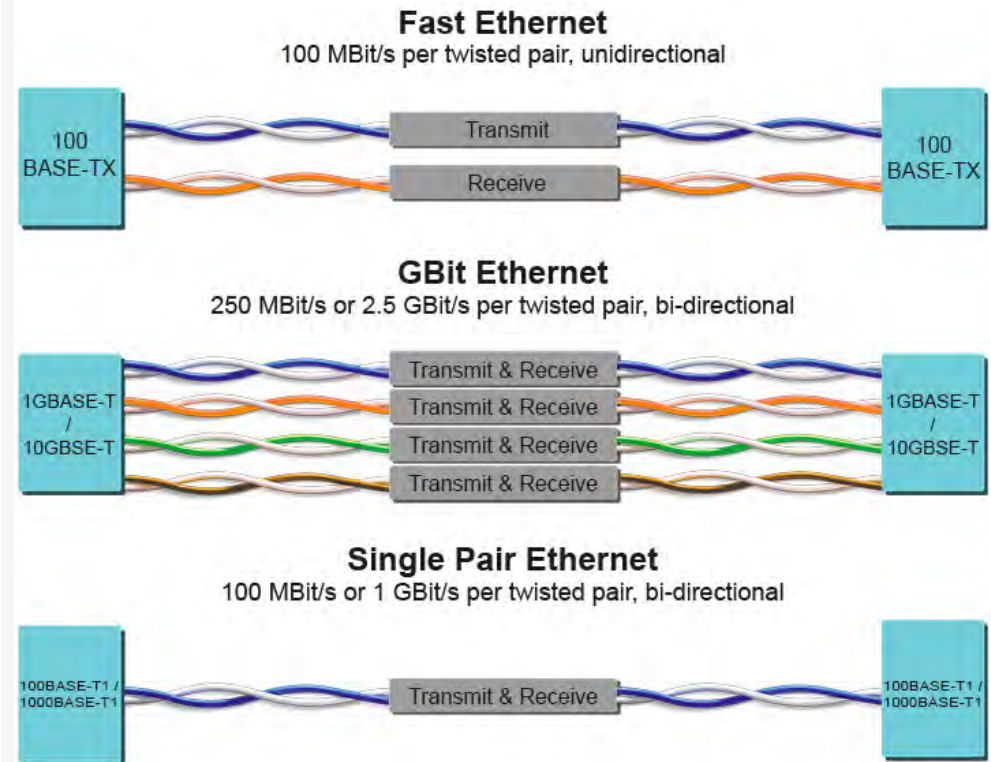 Fast Ethernet
100 MBit/s per twisted pair, unidirectional
100
BASE-TX
Transmit
Receive
100
BASE-TX
GBit Ethernet
250 MBit/s or 2.5 GBit/s per twisted pair, bi-directional
1GBASE-T
/
10GBSE-T
Transmit & Receive
Transmit & Receive
Transmit & Receive
Transmit & Receive
1GBASE-T
/
10GBSE-T
Single Pair Ethernet
100 MBit/s or 1 GBit/s per twisted pair, bi-directional
100BASE-T1 /
1000BASE-T1
Transmit & Receive
100BASE-T1 /
1000BASE-T1